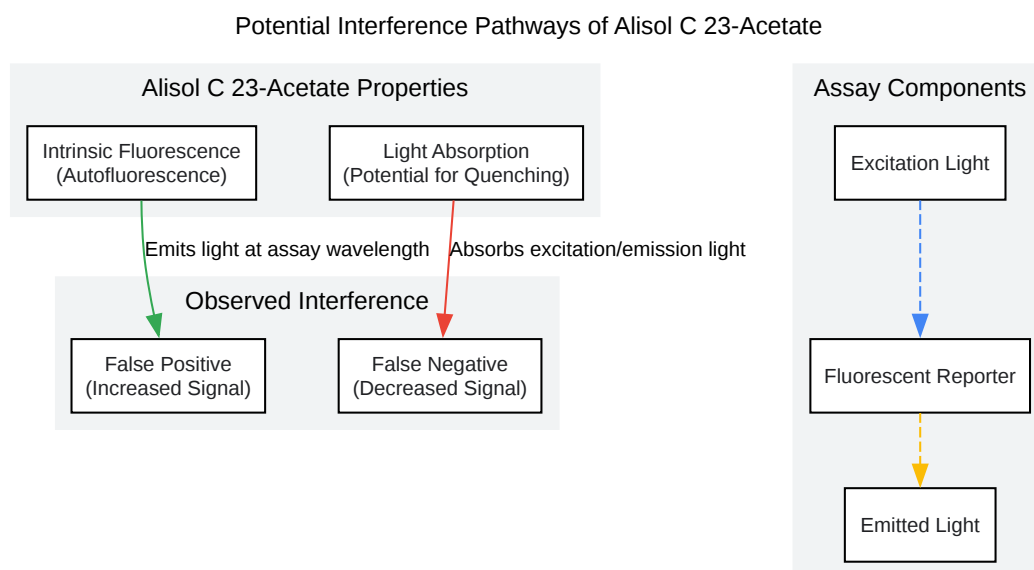 Potential Interference Pathways of Alisol C 23-Acetate
Alisol C 23-Acetate Properties
Intrinsic Fluorescence
(Autofluorescence)
Light Absorption
(Potential for Quenching)
Emits light at assay wavelength
Absorbs excitation/emission light
Observed Interference
False Positive
(Increased Signal)
False Negative
(Decreased Signal)
Assay Components
Excitation Light
Fluorescent Reporter
Emitted Light